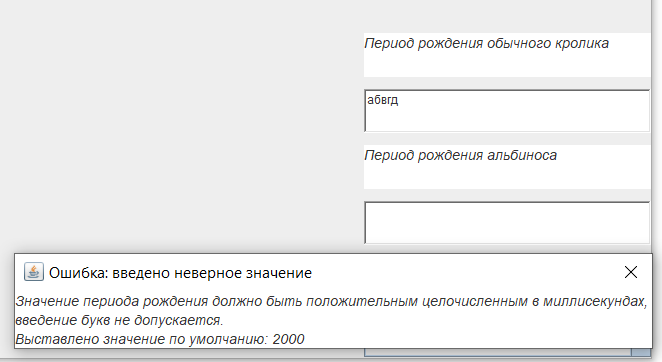 Период рождения обычного кролика
абвгд
Период рождения альбиноса
Ошибка: введено неверное значение
Значение периода рождения должно быть положительным целочисленным в миллисекундах,
введение букв не допускается.
Выставлено значение по умолчанию: 2000